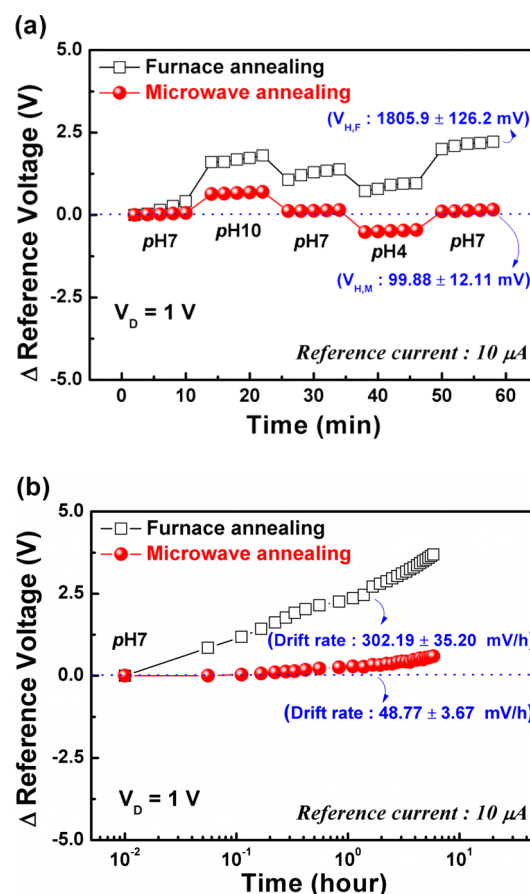 (a)
5.0
2.5
0.0
-2.5
-5.0
Δ Reference Voltage (V)
Furnace annealing
Microwave annealing
(V_H,F : 1805.9 ± 126.2 mV)
pH7 pH10 pH7 pH4 pH7
(V_H,M : 99.88 ± 12.11 mV)
V_D = 1 V
Reference current : 10 μA
0 10 20 30 40 50 60
Time (min)
(b)
5.0
2.5
0.0
-2.5
-5.0
Δ Reference Voltage (V)
Furnace annealing
Microwave annealing
pH7
(Drift rate : 302.19 ± 35.20 mV/h)
(Drift rate : 48.77 ± 3.67 mV/h)
V_D = 1 V
Reference current : 10 μA
10⁻² 10⁻¹ 10⁰ 10¹
Time (hour)